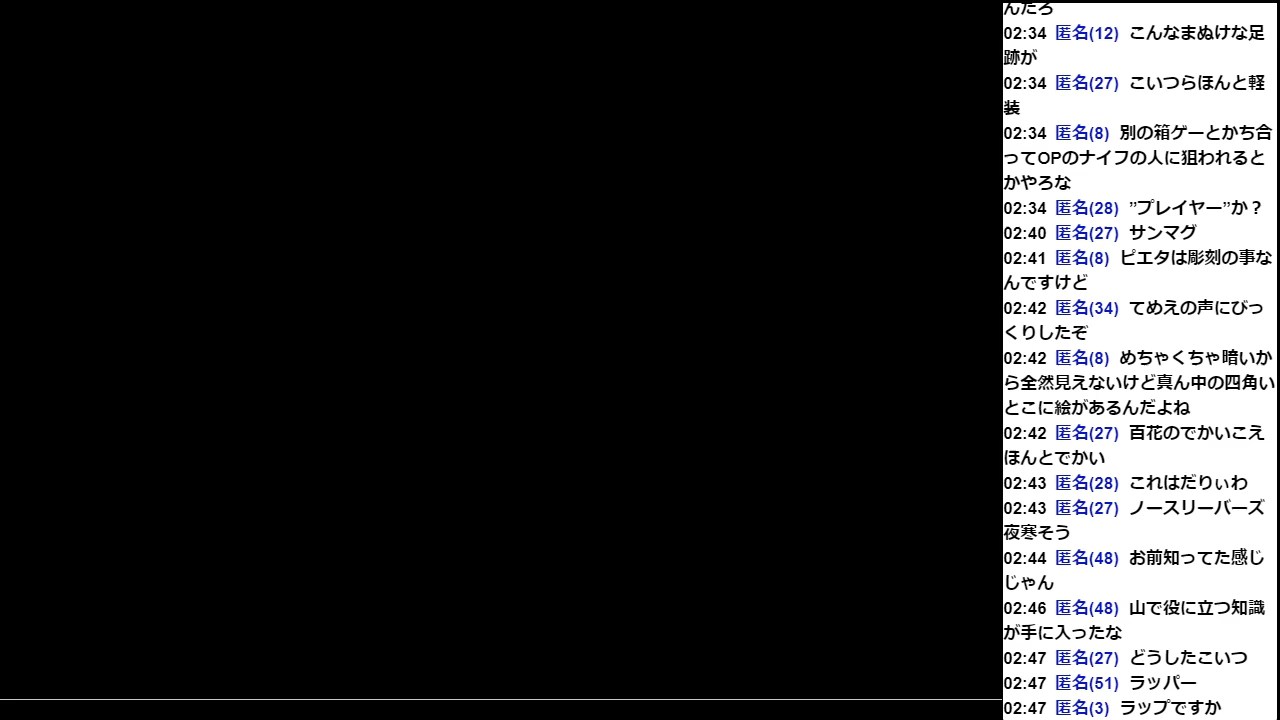 んだろ
02:34 匿名(12) こんなまぬけな足
跡が
02:34 匿名(27) こいつらほんと軽
装
02:34 匿名(8) 別の箱ゲーとかち合
ってOPのナイフの人に狙われると
かやろな
02:34 匿名(28) ”プレイヤー”か？
02:40 匿名(27) サンマグ
02:41 匿名(8) ピエタは彫刻の事な
んですけど
02:42 匿名(34) てめえの声にびっ
くりしたぞ
02:42 匿名(8) めちゃくちゃ暗いか
ら全然見えないけど真ん中の四角い
とこに絵があるんだよね
02:42 匿名(27) 百花のでかいこえ
ほんとでかい
02:43 匿名(28) これはだりぃわ
02:43 匿名(27) ノースリーバーズ
夜寒そう
02:44 匿名(48) お前知ってた感じ
じゃん
02:46 匿名(48) 山で役に立つ知識
が手に入ったな
02:47 匿名(27) どうしたこいつ
02:47 匿名(51) ラッパー
02:47 匿名(3) ラップですか